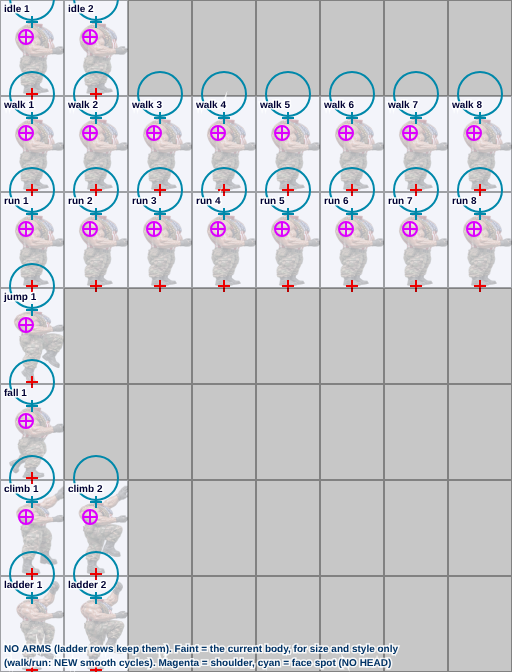 idle 1 idle 2
walk 1 walk 2 walk 3 walk 4 walk 5 walk 6 walk 7 walk 8
run 1 run 2 run 3 run 4 run 5 run 6 run 7 run 8
jump 1
fall 1
climb 1 climb 2
ladder 1 ladder 2
NO ARMS (ladder rows keep them). Faint = the current body, for size and style only
(walk/run: NEW smooth cycles). Magenta = shoulder, cyan = face spot (NO HEAD)